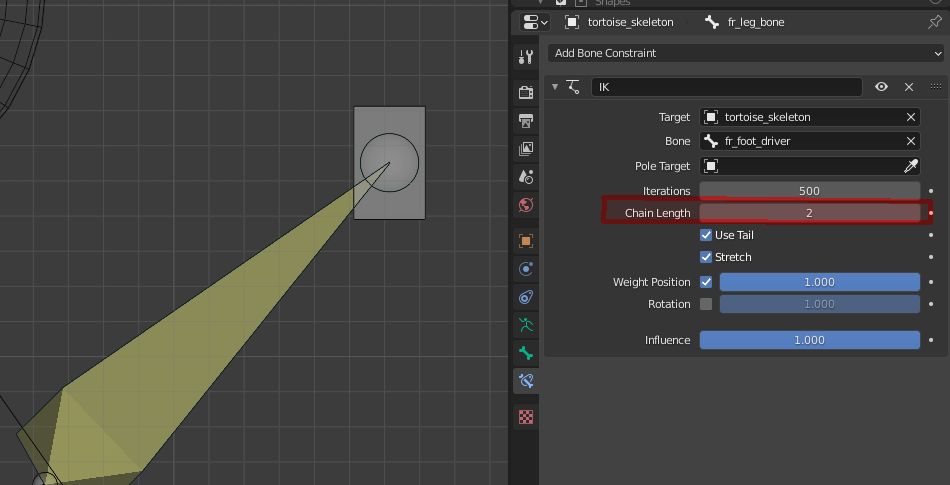 Shapes
tortoise_skeleton fr_leg_bone
Add Bone Constraint
IK
Target tortoise_skeleton
Bone fr_foot_driver
Pole Target
Iterations 500
Chain Length 2
Use Tail
Stretch
Weight Position 1.000
Rotation 1.000
Influence 1.000